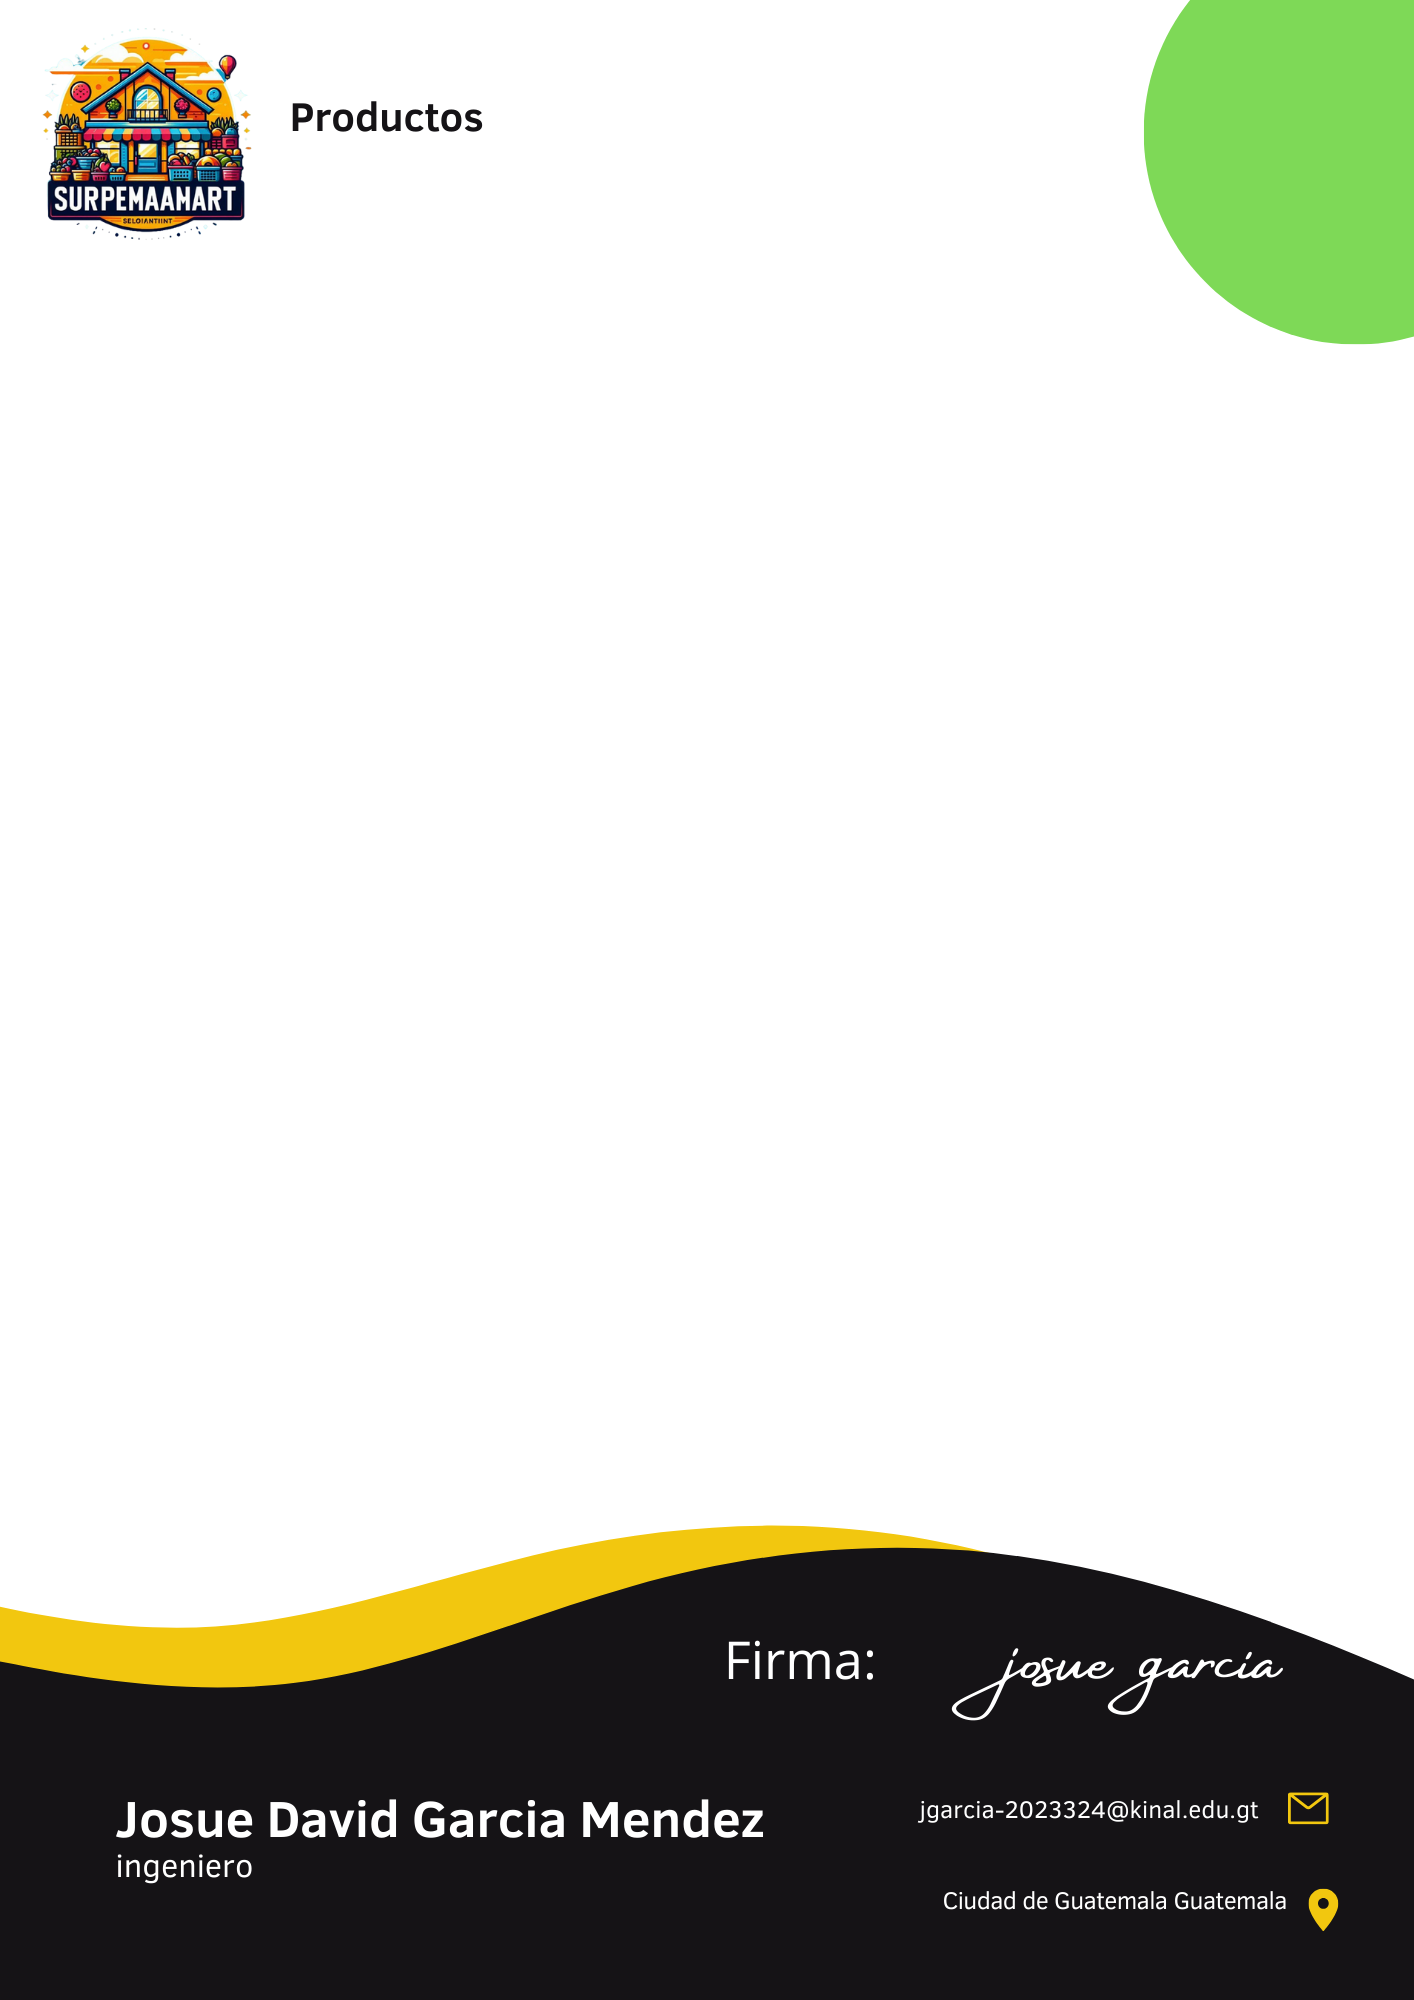 SURPEMAAMART
SELOIANTIINT
Productos
Firma:
josue garcia
Josue David Garcia Mendez
ingeniero
jgarcia-2023324@kinal.edu.gt
Ciudad de Guatemala Guatemala